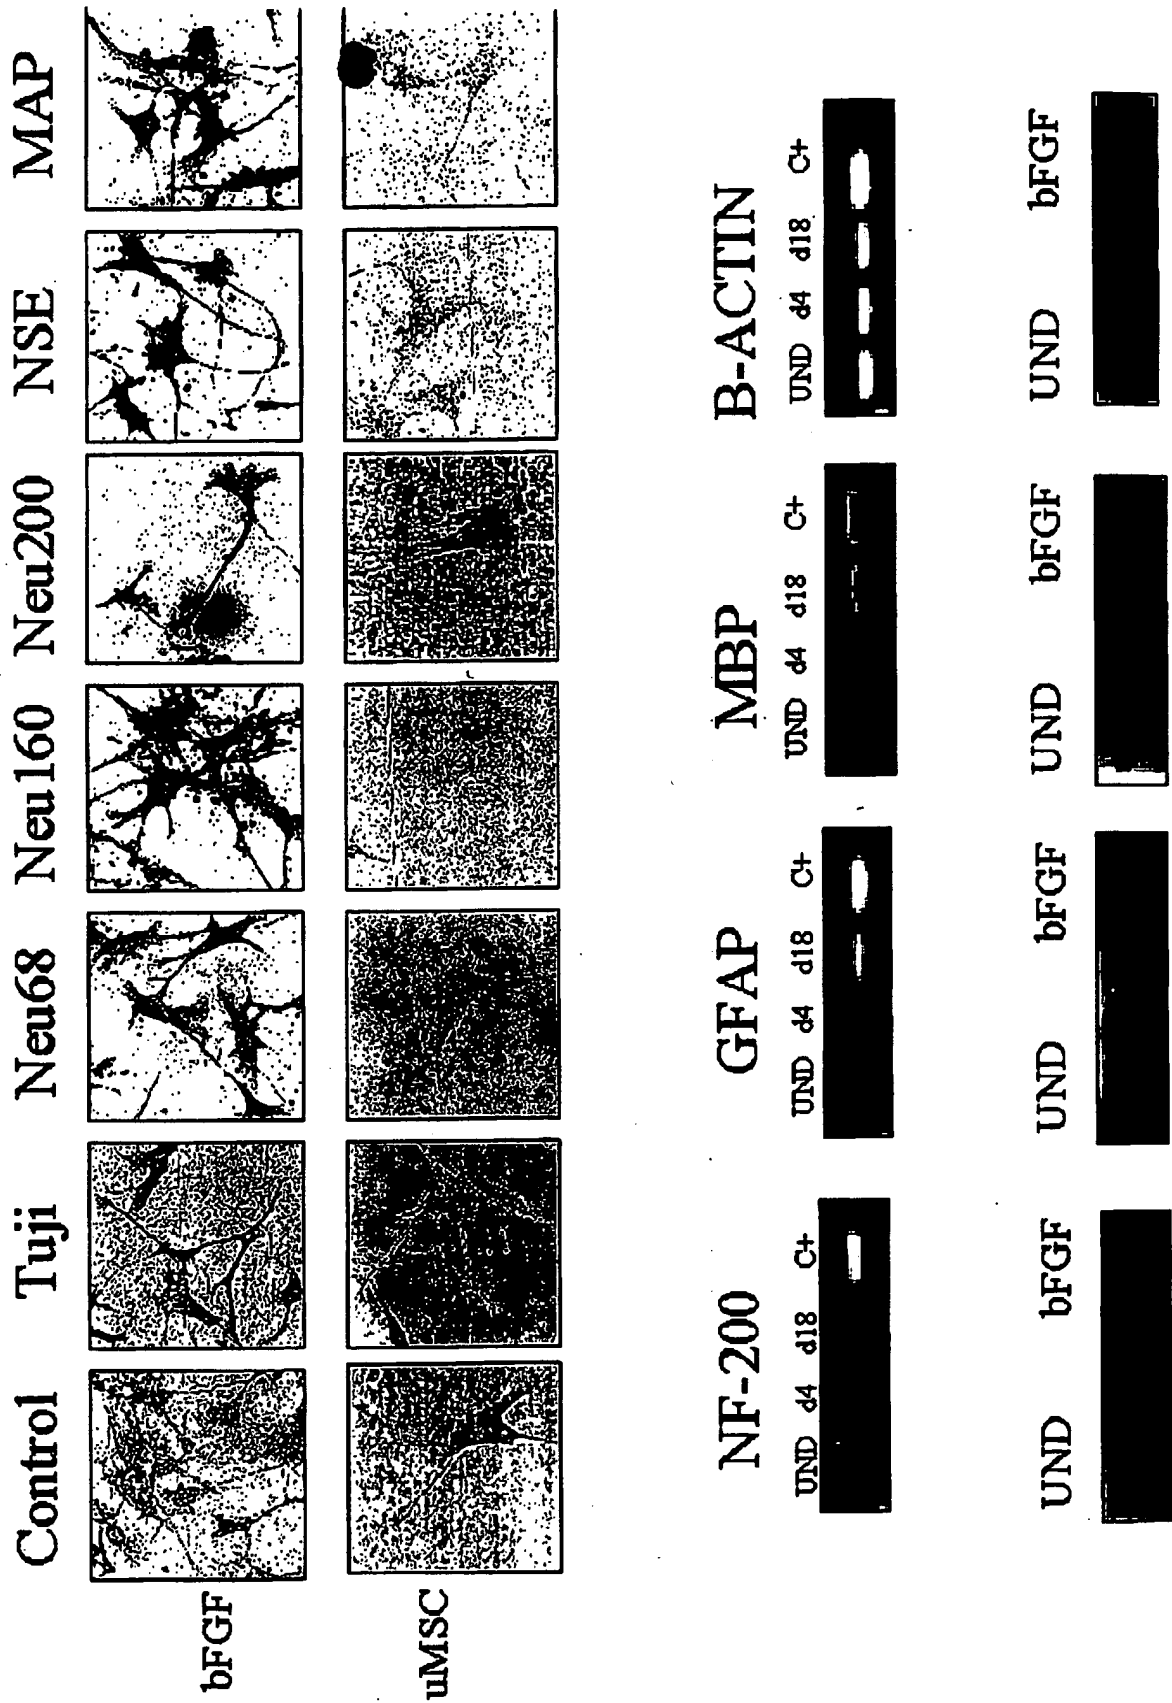 Control Tuji Neu68 Neu160 Neu200 NSE MAP
bFGF
uMSC
NF-200 GFAP MBP B-ACTIN
UND d4 d18 C+ UND d4 d18 C+ UND d4 d18 C+ UND d4 d18 C+
UND bFGF UND bFGF UND bFGF UND bFGF